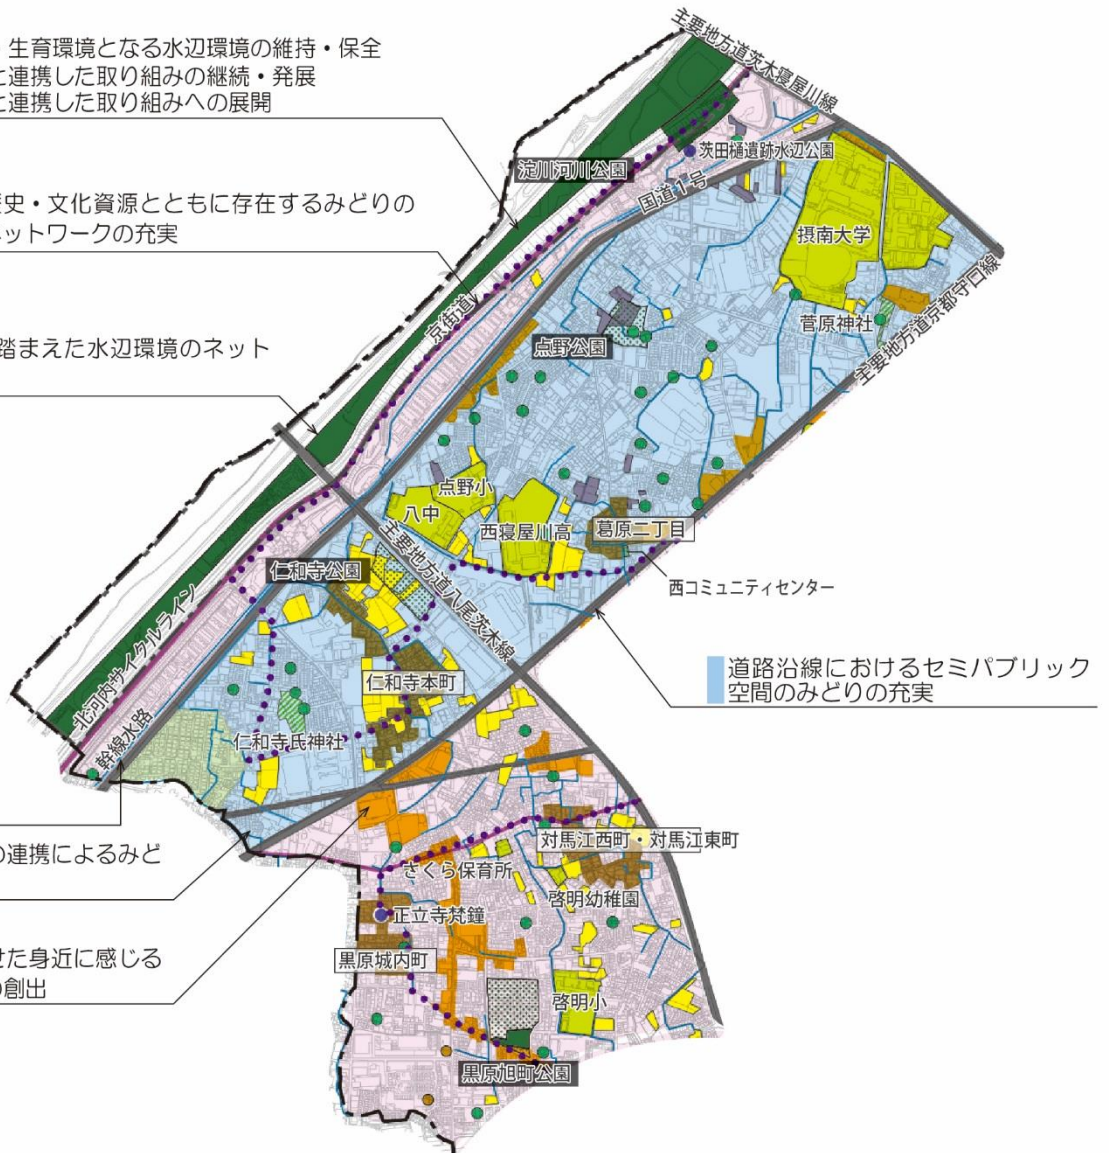 主要地方道茨木寝屋川線
生育環境となる水辺環境の維持・保全
と連携した取り組みの継続・発展
と連携した取り組みへの展開
茨田樋遺跡水辺公園
淀川河川公園
国道1号
歴史・文化資源とともに存在するみどりの
ネットワークの充実
摂南大学
京街道
菅原神社
主要地方道京都守口線
点野公園
踏まえた水辺環境のネット
点野小
八中
西寝屋川高
葛原二丁目
主要地方道八尾茨木線
仁和寺公園
西コミュニティセンター
北河内サイクルライン
道路沿線におけるセミパブリック
空間のみどりの充実
仁和寺本町
幹線水路
仁和寺氏神社
の連携によるみど
対馬江西町・対馬江東町
さくら保育所
啓明幼稚園
正立寺梵鐘
せた身近に感じる
の創出
黒原城内町
啓明小
黒原旭町公園